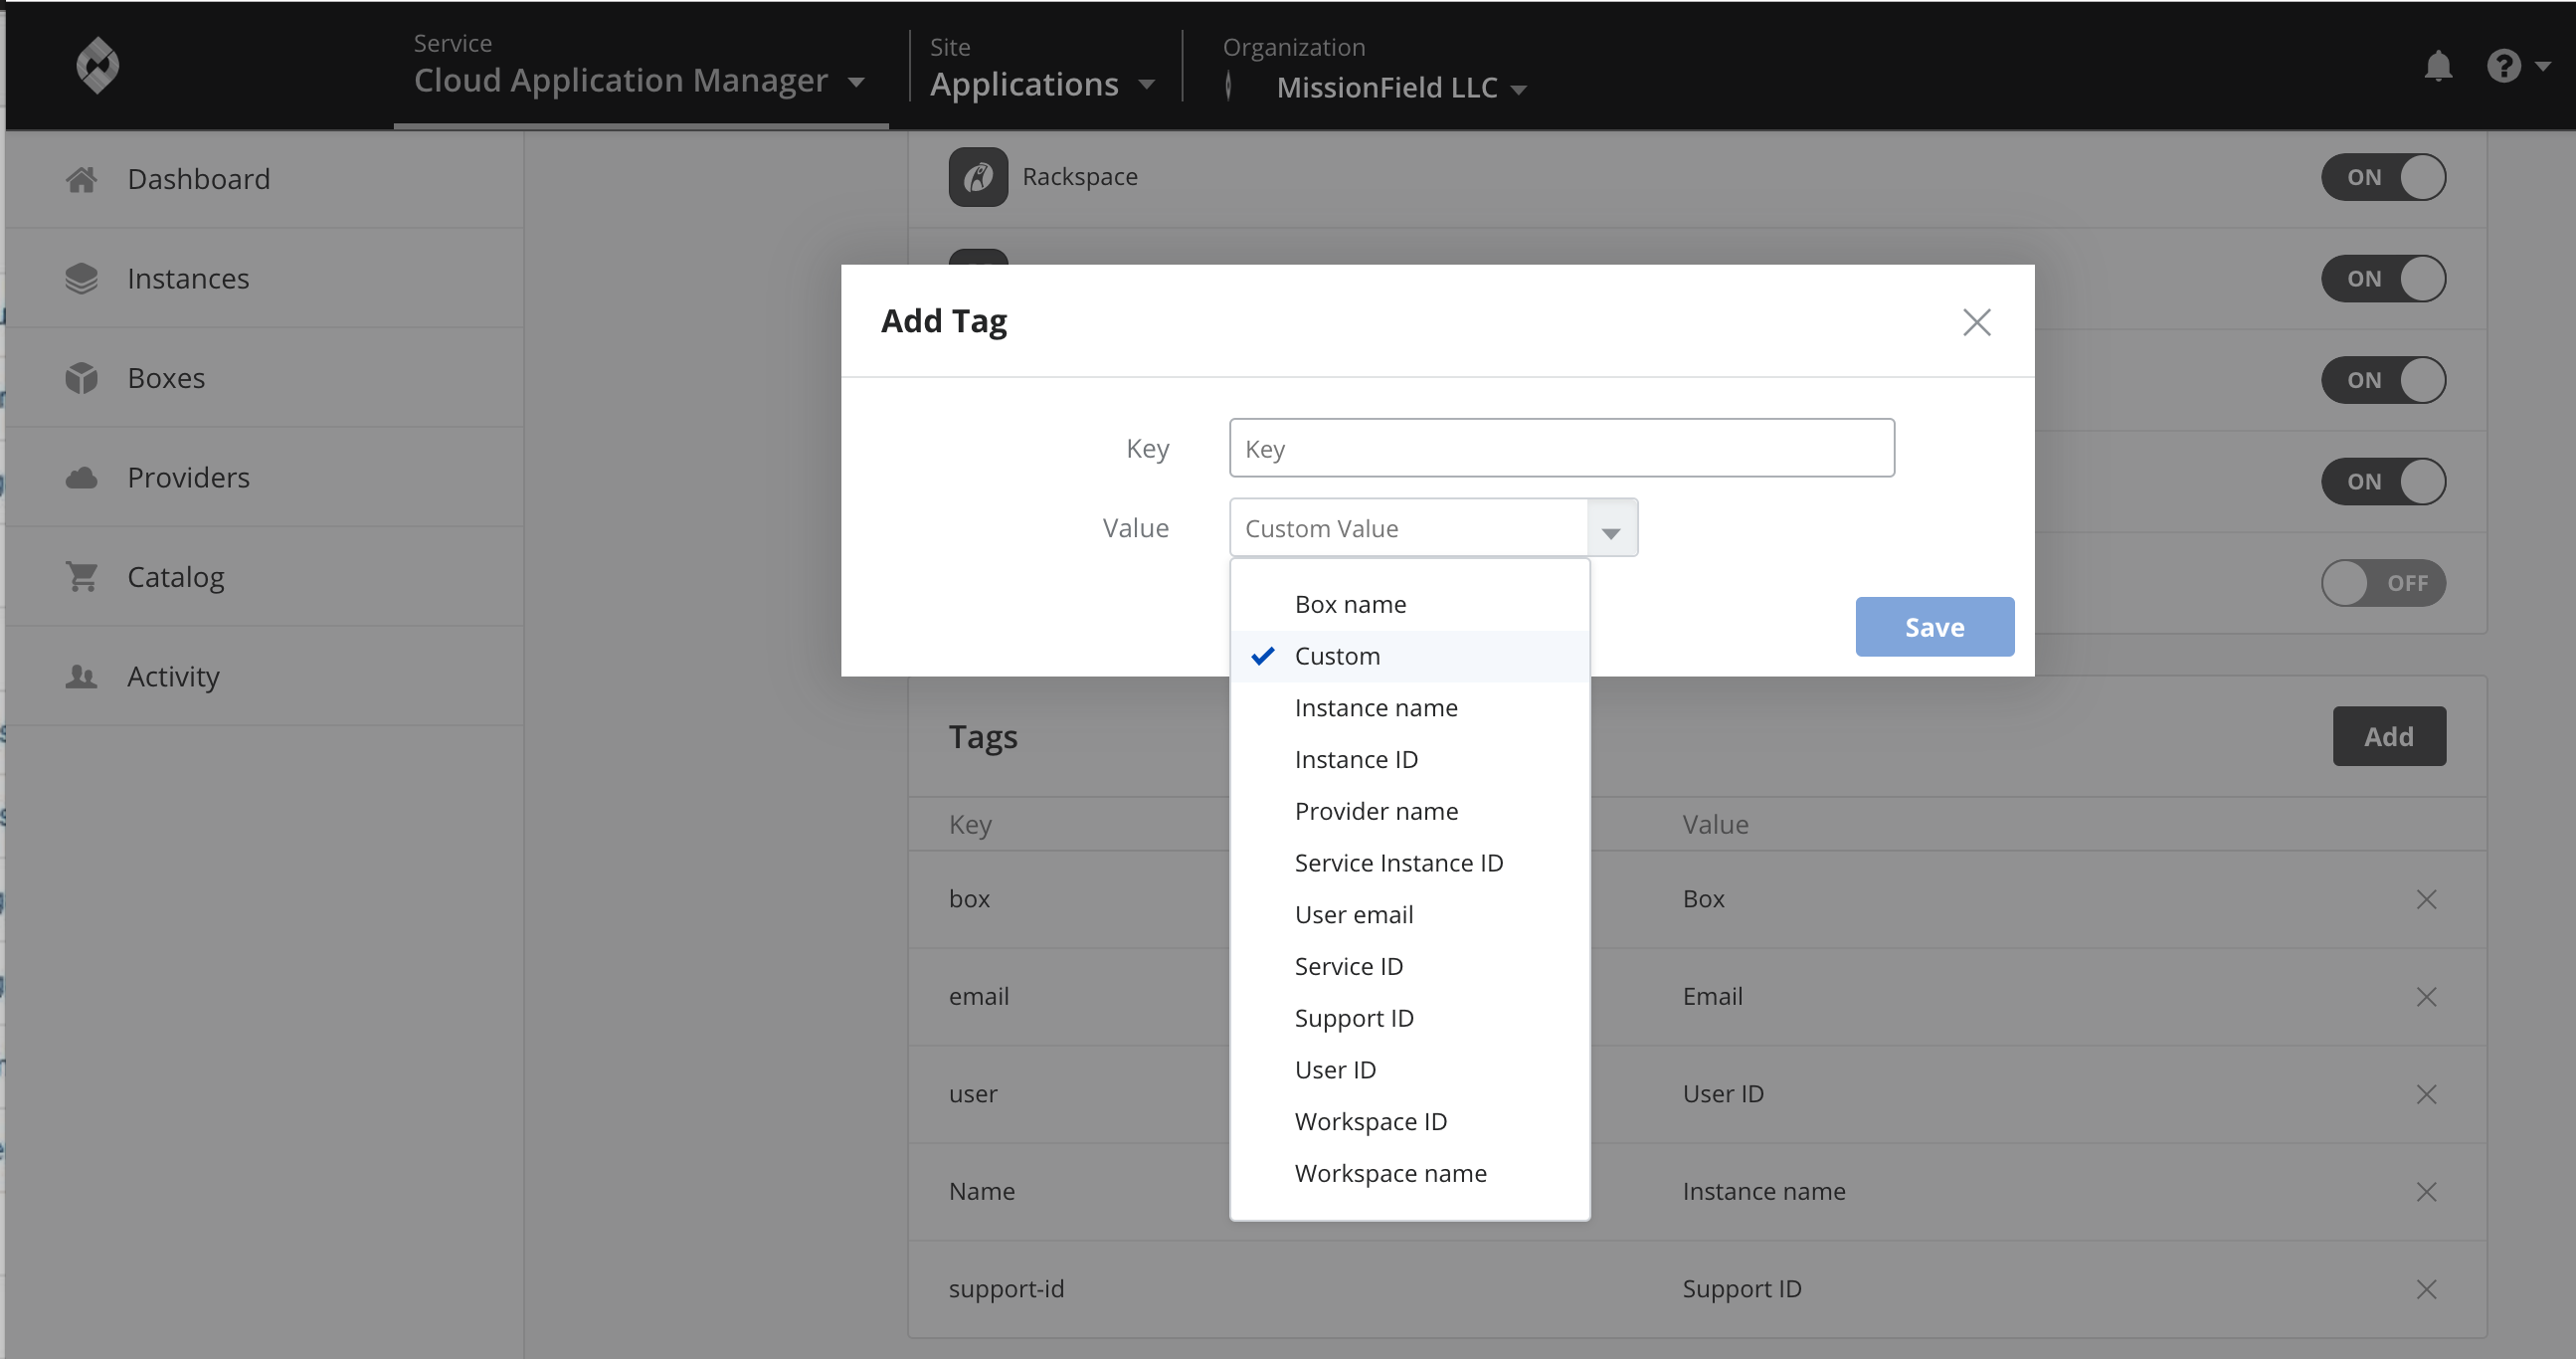 Service
Cloud Application Manager
Site
Applications
Organization
MissionField LLC
Dashboard
Instances
Boxes
Providers
Catalog
Activity
Rackspace
ON
ON
ON
ON
OFF
Add Tag
Key
Key
Value
Custom Value
Box name
Custom
Instance name
Instance ID
Provider name
Service Instance ID
User email
Service ID
Support ID
User ID
Workspace ID
Workspace name
Save
Tags
Add
Key Value
box Box
email Email
user User ID
Name Instance name
support-id Support ID